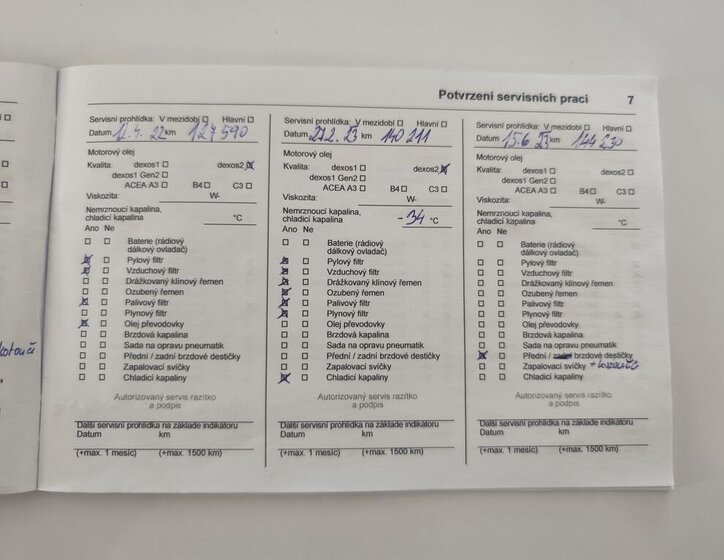 Potvrzení servisních prací 7
Servisní prohlídka: V mezidobí ☐ Hlavní ☐
Datum 12.4. 22 km 127 590
Motorový olej
Kvalita: dexos1 ☐ dexos2 ☒
dexos1 Gen2 ☐
ACEA A3 ☐ B4 ☐ C3 ☐
Viskozita: W-
Nemrznoucí kapalina,
chladicí kapalina °C
Ano Ne
☐ ☐ Baterie (rádiový
dálkový ovladač)
☒ ☐ Pylový filtr
☒ ☐ Vzduchový filtr
☐ ☐ Drážkovaný klínový řemen
☐ ☐ Ozubený řemen
☒ ☐ Palivový filtr
☐ ☐ Plynový filtr
☒ ☐ Olej převodovky
☐ ☐ Brzdová kapalina
☐ ☐ Sada na opravu pneumatik
☐ ☐ Přední / zadní brzdové destičky
☐ ☐ Zapalovací svíčky
☐ ☐ Chladicí kapaliny
Autorizovaný servis razítko
a podpis
Další servisní prohlídka na základe indikátoru
Datum km
(+max. 1 mesíc) (+max. 1500 km)
Servisní prohlídka: V mezidobí ☐ Hlavní ☐
Datum 27.2. 23 km 140 211
Motorový olej
Kvalita: dexos1 ☐ dexos2 ☒
dexos1 Gen2 ☐
ACEA A3 ☐ B4 ☐ C3 ☐
Viskozita: W-
Nemrznoucí kapalina,
chladicí kapalina -34 °C
Ano Ne
☐ ☐ Baterie (rádiový
dálkový ovladač)
☒ ☐ Pylový filtr
☒ ☐ Vzduchový filtr
☒ ☐ Drážkovaný klínový řemen
☒ ☐ Ozubený řemen
☒ ☐ Palivový filtr
☒ ☐ Plynový filtr
☐ ☐ Olej převodovky
☐ ☐ Brzdová kapalina
☐ ☐ Sada na opravu pneumatik
☐ ☐ Přední / zadní brzdové destičky
☐ ☐ Zapalovací svíčky
☒ ☐ Chladicí kapaliny
Autorizovaný servis razítko
a podpis
Další servisní prohlídka na základe indikátoru
Datum km
(+max. 1 mesíc) (+max. 1500 km)
Servisní prohlídka: V mezidobí ☐ Hlavní ☐
Datum 15.6 23 km 144 230
Motorový olej
Kvalita: dexos1 ☐ dexos2 ☐
dexos1 Gen2 ☐
ACEA A3 ☐ B4 ☐ C3 ☐
Viskozita: W-
Nemrznoucí kapalina,
chladicí kapalina °C
Ano Ne
☐ ☐ Baterie (rádiový
dálkový ovladač)
☐ ☐ Pylový filtr
☐ ☐ Vzduchový filtr
☐ ☐ Drážkovaný klínový řemen
☐ ☐ Ozubený řemen
☐ ☐ Palivový filtr
☐ ☐ Plynový filtr
☐ ☐ Olej převodovky
☐ ☐ Brzdová kapalina
☐ ☐ Sada na opravu pneumatik
☒ ☐ Přední / zadní brzdové destičky
☐ ☐ Zapalovací svíčky + kotouče
☐ ☐ Chladicí kapaliny
Autorizovaný servis razítko
a podpis
Další servisní prohlídka na základe indikátoru
Datum km
(+max. 1 mesíc) (+max. 1500 km)